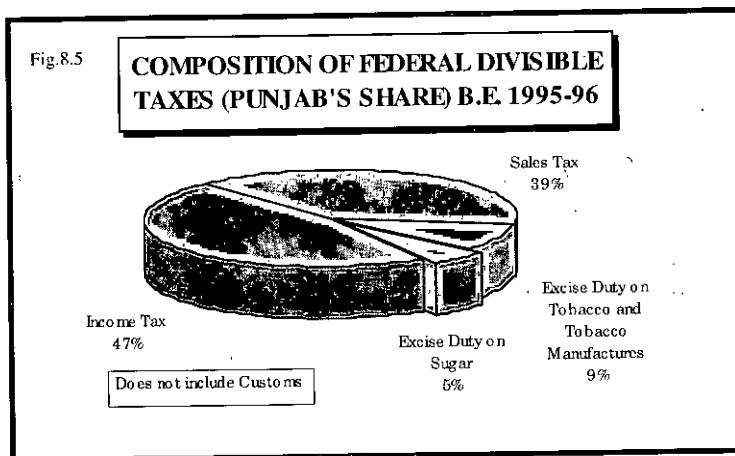 Fig.8.5
COMPOSITION OF FEDERAL DIVISIBLE
TAXES (PUNJAB'S SHARE) B.E. 1995-96
Sales Tax
39%
Income Tax
47%
Excise Duty on
Sugar
5%
Excise Duty on
Tobacco and
Tobacco
Manufactures
9%
Does not include Customs